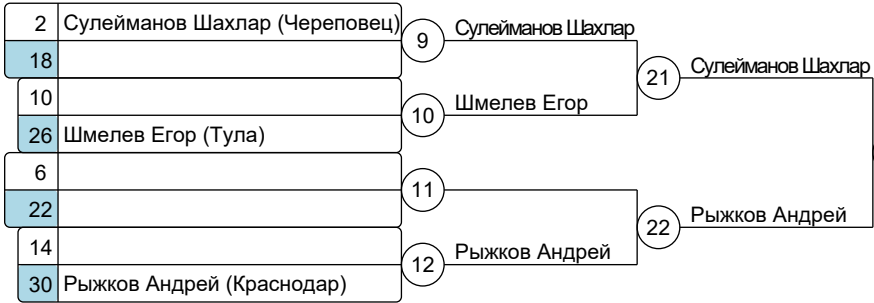 2 Сулейманов Шахлар (Череповец)
18
9 Сулейманов Шахлар
10
26 Шмелев Егор (Тула)
10 Шмелев Егор
21 Сулейманов Шахлар
6
22
11
14
30 Рыжков Андрей (Краснодар)
12 Рыжков Андрей
22 Рыжков Андрей